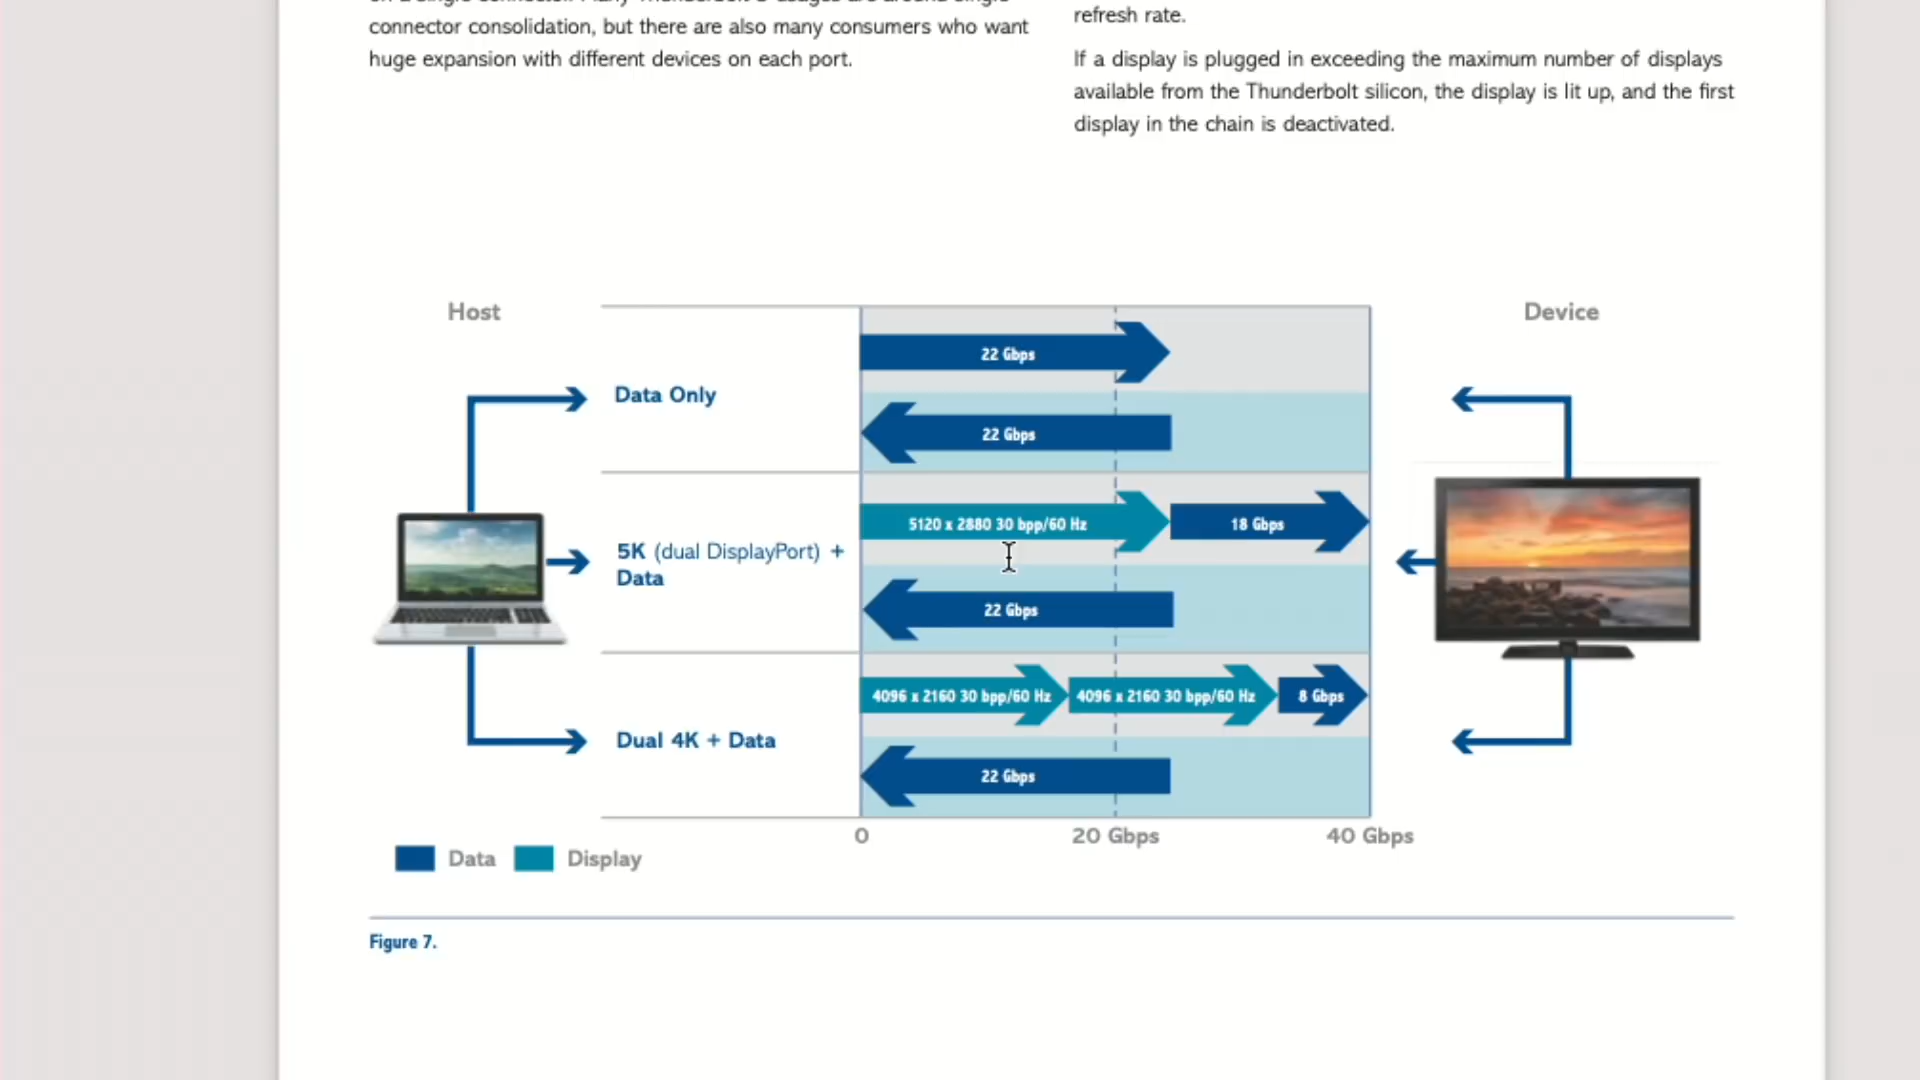 connector consolidation, but there are also many consumers who want
huge expansion with different devices on each port.
refresh rate.
If a display is plugged in exceeding the maximum number of displays
available from the Thunderbolt silicon, the display is lit up, and the first
display in the chain is deactivated.
Host
Device
Data Only
22 Gbps
22 Gbps
5K (dual DisplayPort) +
Data
5120 x 2880 30 bpp/60 Hz
18 Gbps
22 Gbps
Dual 4K + Data
4096 x 2160 30 bpp/60 Hz
4096 x 2160 30 bpp/60 Hz
8 Gbps
22 Gbps
0
20 Gbps
40 Gbps
Data
Display
Figure 7.